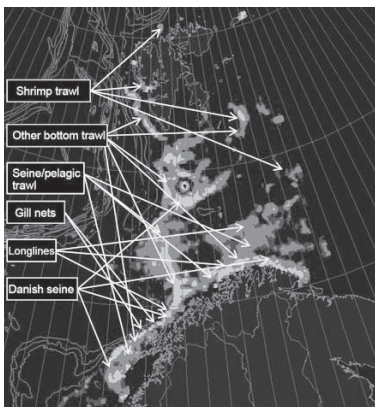 Shrimp trawl
Other bottom trawl
Seine/pelagic
trawl
Gill nets
Longlines
Danish seine